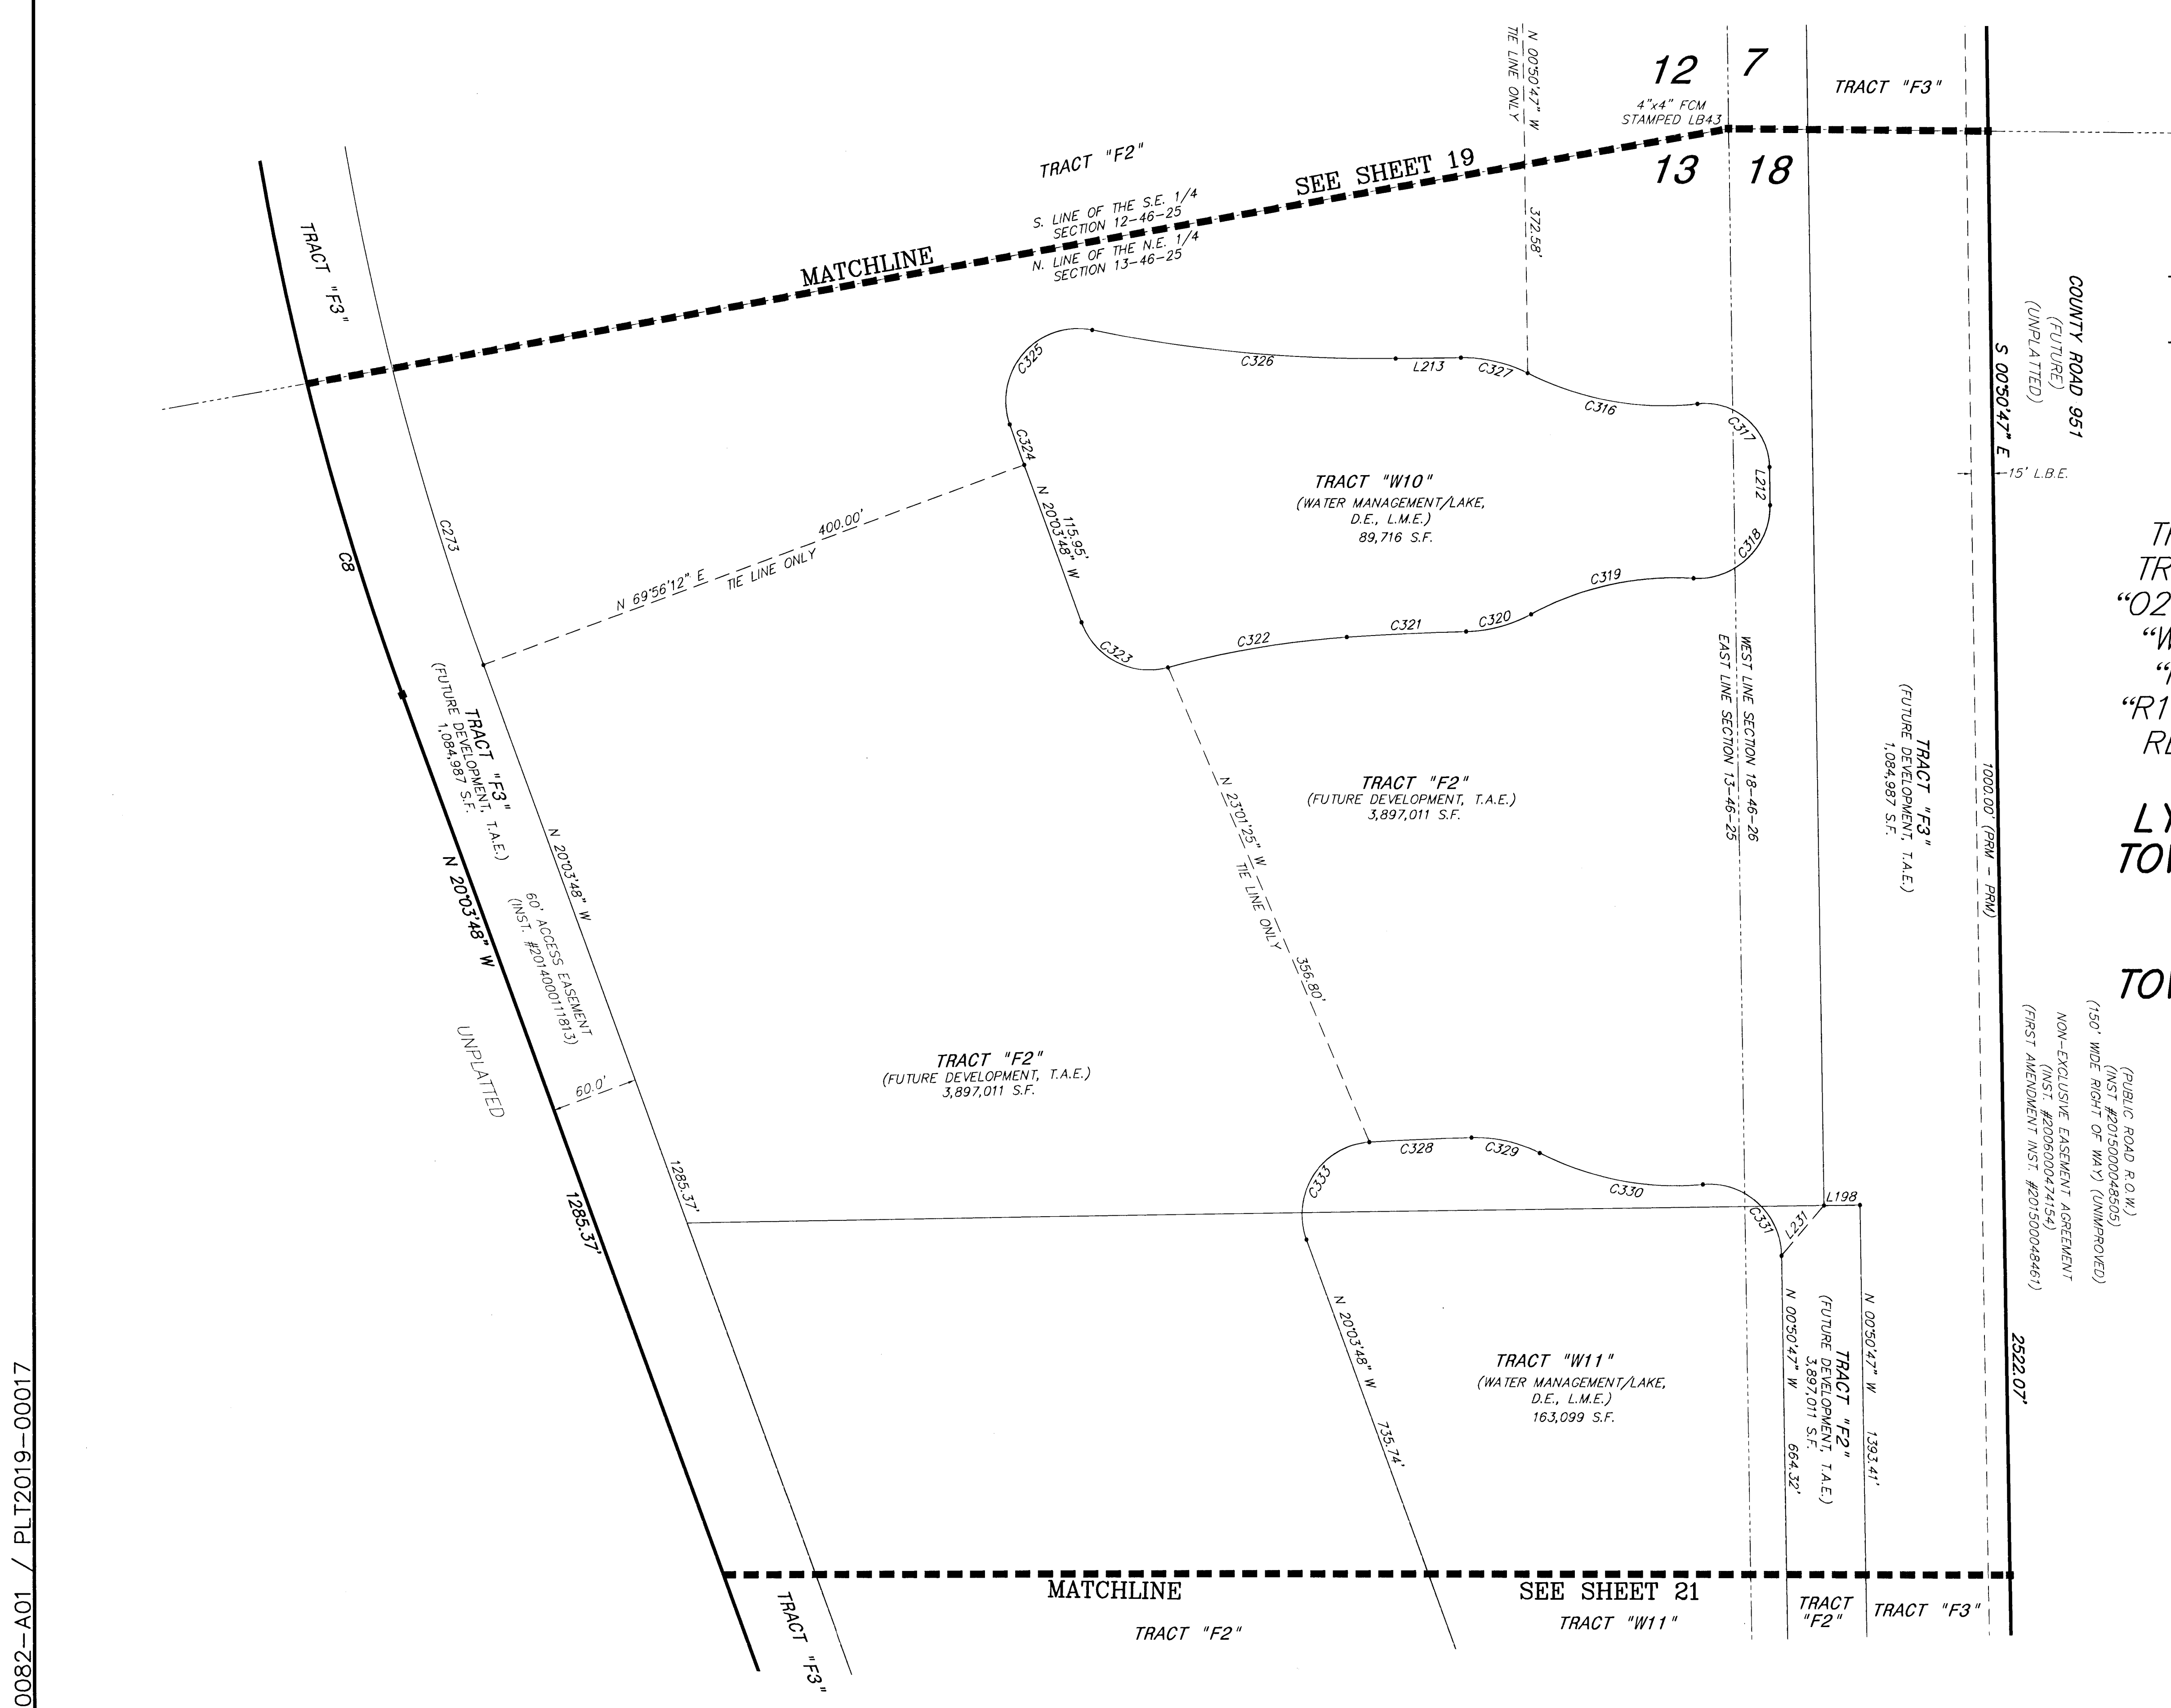 N 00°50'47" W
TIE LINE ONLY
372.58'
12
7
4"x4" FCM
STAMPED LB43
13
18
TRACT "F3"
TRACT "F2"
SEE SHEET 19
S. LINE OF THE S.E. 1/4
SECTION 12-46-25
MATCHLINE
N. LINE OF THE N.E. 1/4
SECTION 13-46-25
TRACT "F3"
COUNTY ROAD 951
(FUTURE)
(UNPLATTED)
S 00°50'47" E
15' L.B.E.
C325
C326
L213
C327
C316
C317
L212
C318
C319
C320
C321
C322
C323
C324
115.95'
N 20°03'48" W
TRACT "W10"
(WATER MANAGEMENT/LAKE,
D.E., L.M.E.)
89,716 S.F.
C273
C8
N 69°56'12" E
400.00'
TIE LINE ONLY
WEST LINE SECTION 18-46-26
EAST LINE SECTION 13-46-25
TRACT "F3"
(FUTURE DEVELOPMENT, T.A.E.)
1,084,987 S.F.
1000.00' (PRM - PRM)
TRACT "F3"
(FUTURE DEVELOPMENT, T.A.E.)
1,084,987 S.F.
N 20°03'48" W
N 20°03'48" W
60' ACCESS EASEMENT
(INST. #2014000111813)
UNPLATTED
60.0'
1285.37'
1285.37'
TRACT "F2"
(FUTURE DEVELOPMENT, T.A.E.)
3,897,011 S.F.
N 23°01'25" W
TIE LINE ONLY
356.80'
TRACT "F2"
(FUTURE DEVELOPMENT, T.A.E.)
3,897,011 S.F.
(PUBLIC ROAD R.O.W.)
(INST #2015000048505)
(150' WIDE RIGHT OF WAY) (UNIMPROVED)
NON-EXCLUSIVE EASEMENT AGREEMENT
(INST. #2006000474154)
(FIRST AMENDMENT INST. #2015000048461)
2522.07'
C328
C329
C330
C331
C333
L231
L198
N 20°03'48" W
735.74'
TRACT "W11"
(WATER MANAGEMENT/LAKE,
D.E., L.M.E.)
163,099 S.F.
N 00°50'47" W
664.32'
TRACT "F2"
(FUTURE DEVELOPMENT, T.A.E.)
3,897,011 S.F.
N 00°50'47" W
1393.41'
MATCHLINE
SEE SHEET 21
TRACT "F3"
TRACT "F2"
TRACT "W11"
TRACT
"F2"
TRACT "F3"
0082-A01 / PLT2019-00017
"O2
"R1
LY